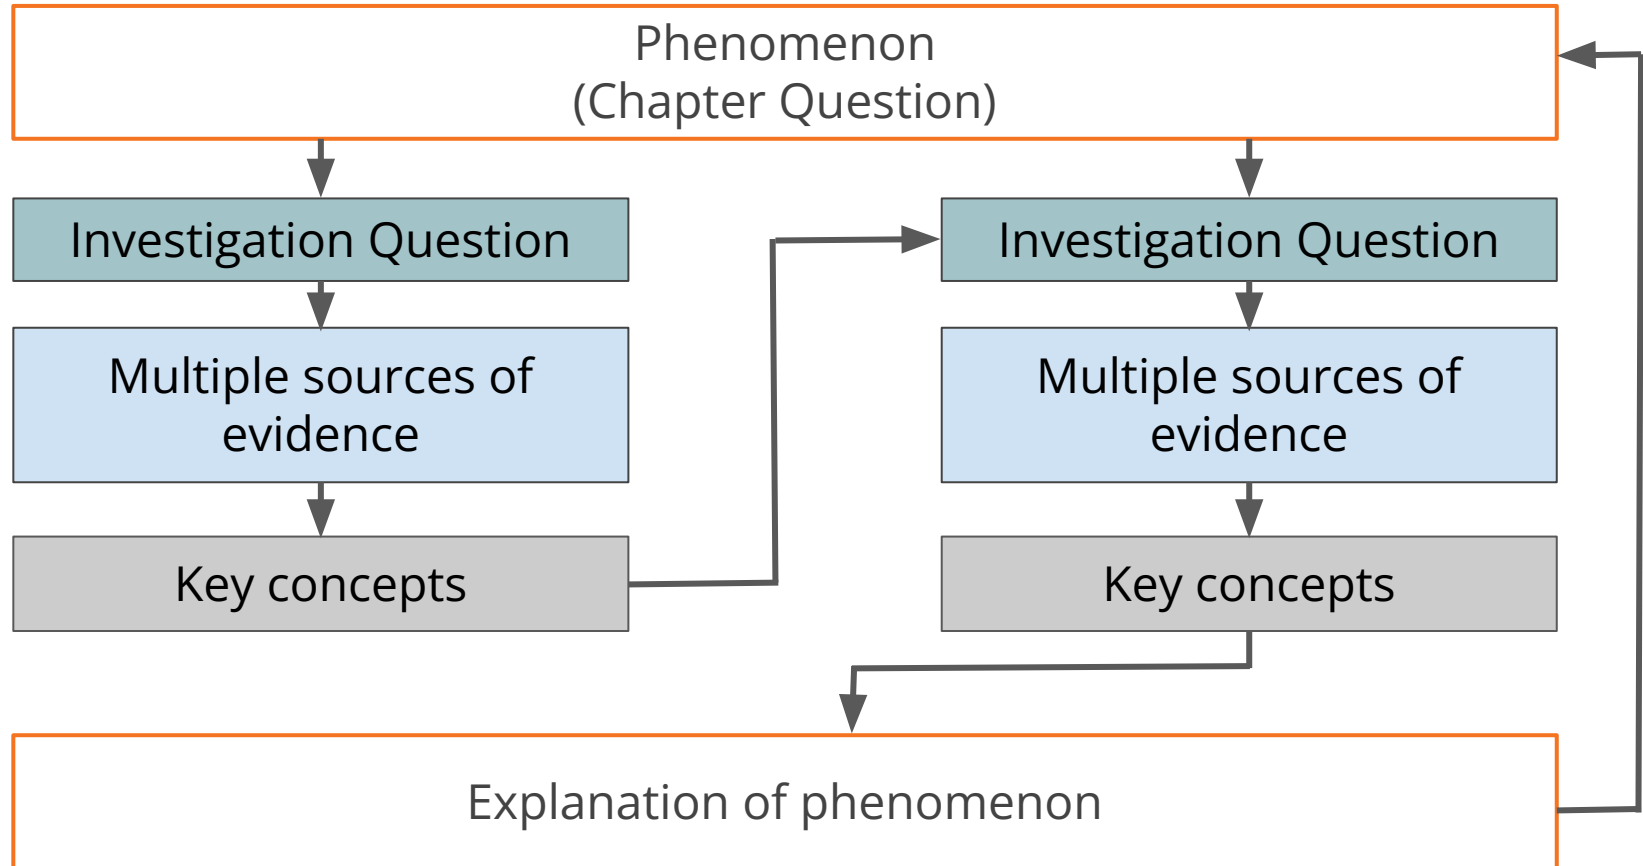 Phenomenon
(Chapter Question)
Investigation Question
Multiple sources of
evidence
Key concepts
Investigation Question
Multiple sources of
evidence
Key concepts
Explanation of phenomenon